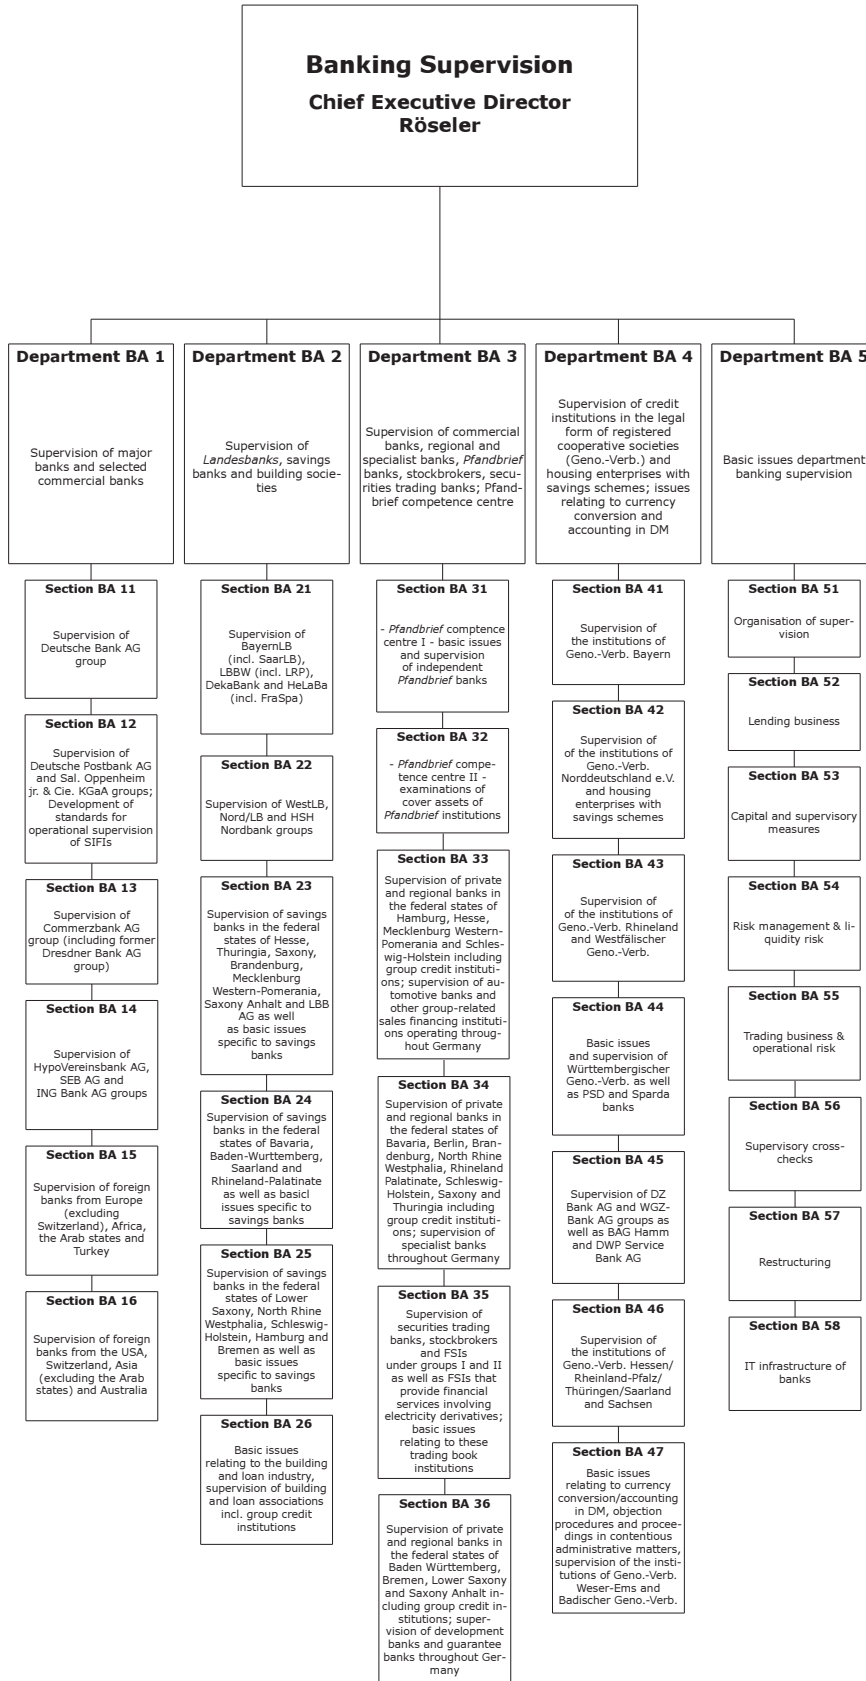 Banking Supervision
Chief Executive Director
Röseler
Department BA 1
Supervision of major
banks and selected
commercial banks
Section BA 11
Supervision of
Deutsche Bank AG
group
Section BA 12
Supervision of
Deutsche Postbank AG
and Sal. Oppenheim
jr. & Cie. KGaA groups;
Development of
standards for
operational supervision
of SIFIs
Section BA 13
Supervision of
Commerzbank AG
group (including former
Dresdner Bank AG
group)
Section BA 14
Supervision of
HypoVereinsbank AG,
SEB AG and
ING Bank AG groups
Section BA 15
Supervision of foreign
banks from Europe
(excluding
Switzerland), Africa,
the Arab states and
Turkey
Section BA 16
Supervision of foreign
banks from the USA,
Switzerland, Asia
(excluding the Arab
states) and Australia
Department BA 2
Supervision of
Landesbanks, savings
banks and building socie-
ties
Section BA 21
Supervision of
BayernLB
(incl. SaarLB),
LBBW (incl. LRP),
DekaBank and HeLaBa
(incl. FraSpa)
Section BA 22
Supervision of WestLB,
Nord/LB and HSH
Nordbank groups
Section BA 23
Supervision of savings
banks in the federal
states of Hesse,
Thuringia, Saxony,
Brandenburg,
Mecklenburg
Western-Pomerania,
Saxony Anhalt and LBB
AG as well
as basic issues
specific to savings
banks
Section BA 24
Supervision of savings
banks in the federal
states of Bavaria,
Baden-Wurttemberg,
Saarland and
Rhineland-Palatinate
as well as basicl
issues specific to
savings banks
Section BA 25
Supervision of savings
banks in the federal
states of Lower
Saxony, North Rhine
Westphalia, Schleswig-
Holstein, Hamburg and
Bremen as well as
basic issues
specific to savings
banks
Section BA 26
Basic issues
relating to the building
and loan industry,
supervision of building
and loan associations
incl. group credit
institutions
Department BA 3
Supervision of commercial
banks, regional and
specialist banks, Pfandbrief
banks, stockbrokers, secu-
rities trading banks; Pfand-
brief competence centre
Section BA 31
- Pfandbrief comptence
centre I - basic issues
and supervision
of independent
Pfandbrief banks
Section BA 32
- Pfandbrief compe-
tence centre II -
examinations of
cover assets of
Pfandbrief institutions
Section BA 33
Supervision of private
and regional banks in
the federal states of
Hamburg, Hesse,
Mecklenburg Western-
Pomerania and Schles-
wig-Holstein including
group credit instituti-
ons; supervision of au-
tomotive banks and
other group-related
sales financing instituti-
ons operating throug-
hout Germany
Section BA 34
Supervision of private
and regional banks in
the federal states of
Bavaria, Berlin, Bran-
denburg, North Rhine
Westphalia, Rhineland
Palatinate, Schleswig-
Holstein, Saxony and
Thuringia including
group credit instituti-
ons; supervision of
specialist banks
throughout Germany
Section BA 35
Supervision of
securities trading
banks, stockbrokers
and FSIs
under groups I and II
as well as FSIs that
provide financial
services involving
electricity derivatives;
basic issues
relating to these
trading book
institutions
Section BA 36
Supervision of private
and regional banks in
the federal states of
Baden Württemberg,
Bremen, Lower Saxony
and Saxony Anhalt in-
cluding group credit in-
stitutions; super-
vision of development
banks and guarantee
banks throughout Ger-
many
Department BA 4
Supervision of credit
institutions in the legal
form of registered
cooperative societies
(Geno.-Verb.) and
housing enterprises with
savings schemes; issues
relating to currency
conversion and
accounting in DM
Section BA 41
Supervision of
the institutions of
Geno.-Verb. Bayern
Section BA 42
Supervision of
of the institutions of
Geno.-Verb.
Norddeutschland e.V.
and housing
enterprises with
savings schemes
Section BA 43
Supervision of
of the institutions of
Geno.-Verb. Rhineland
and Westfälischer
Geno.-Verb.
Section BA 44
Basic issues
and supervision of
Württembergischer
Geno.-Verb. as well
as PSD and Sparda
banks
Section BA 45
Supervision of DZ
Bank AG and WGZ-
Bank AG groups as
well as BAG Hamm
and DWP Service
Bank AG
Section BA 46
Supervision of
the institutions of
Geno.-Verb. Hessen/
Rheinland-Pfalz/
Thüringen/Saarland
and Sachsen
Section BA 47
Basic issues
relating to currency
conversion/accounting
in DM, objection
procedures and procee-
dings in contentious
administrative matters,
supervision of the insti-
tutions of Geno.-Verb.
Weser-Ems and
Badischer Geno.-Verb.
Department BA 5
Basic issues department
banking supervision
Section BA 51
Organisation of super-
vision
Section BA 52
Lending business
Section BA 53
Capital and supervisory
measures
Section BA 54
Risk management & li-
quidity risk
Section BA 55
Trading business &
operational risk
Section BA 56
Supervisory cross-
checks
Section BA 57
Restructuring
Section BA 58
IT infrastructure of
banks